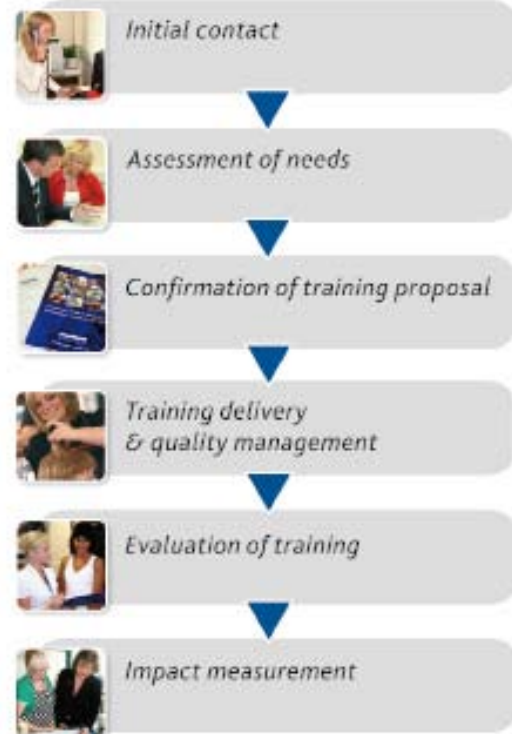 Initial contact
Assessment of needs
Confirmation of training proposal
Training delivery
& quality management
Evaluation of training
Impact measurement